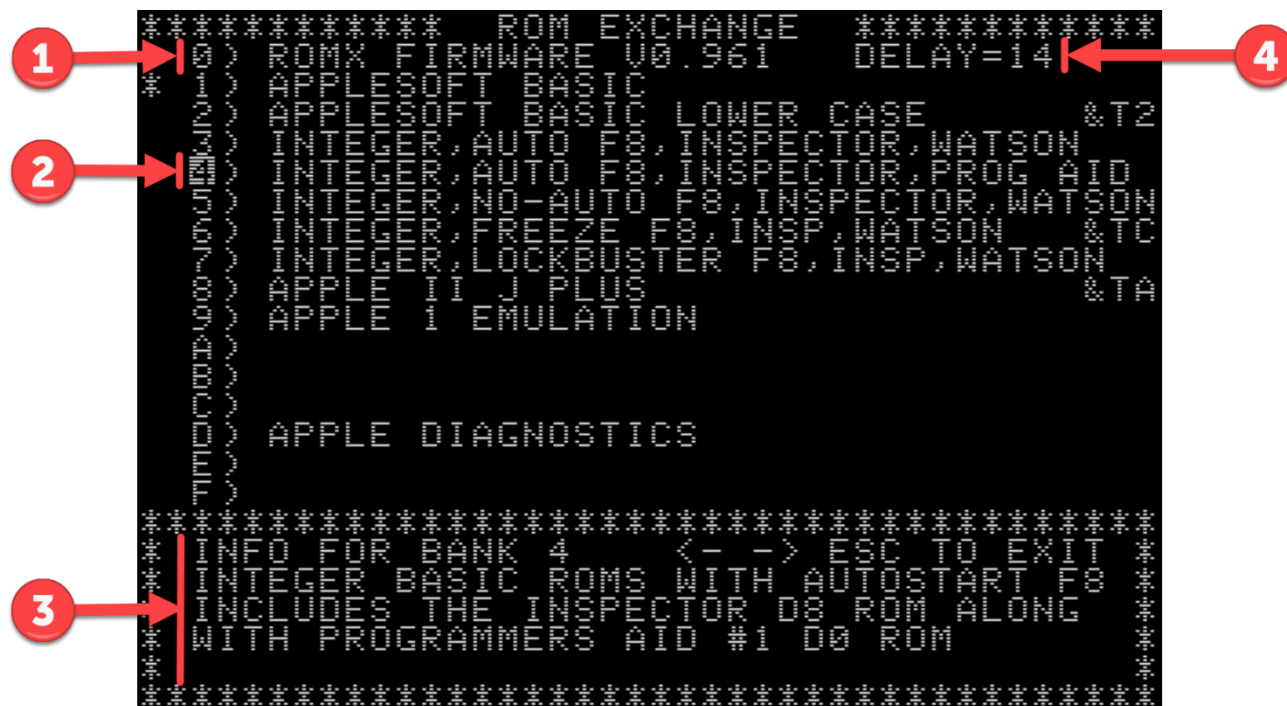 ************ ROM EXCHANGE ************
0) ROMX FIRMWARE V0.961 DELAY=14
* 1) APPLESOFT BASIC
2) APPLESOFT BASIC LOWER CASE &T2
3) INTEGER,AUTO F8,INSPECTOR,WATSON
4) INTEGER,AUTO F8,INSPECTOR,PROG AID
5) INTEGER,NO-AUTO F8,INSPECTOR,WATSON
6) INTEGER,FREEZE F8,INSP,WATSON &TC
7) INTEGER,LOCKBUSTER F8,INSP,WATSON
8) APPLE II J PLUS &TA
9) APPLE 1 EMULATION
A)
B)
C)
D) APPLE DIAGNOSTICS
E)
F)
****************************************
* INFO FOR BANK 4 <- -> ESC TO EXIT *
* INTEGER BASIC ROMS WITH AUTOSTART F8 *
* INCLUDES THE INSPECTOR D8 ROM ALONG *
* WITH PROGRAMMERS AID #1 D0 ROM *
* *
****************************************
1
2
3
4